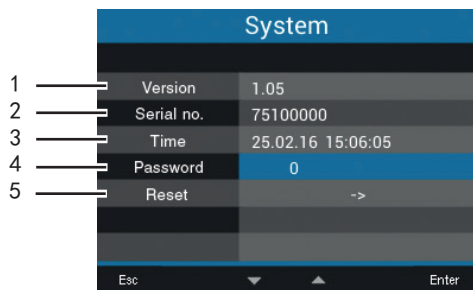 System
1 Version 1.05
2 Serial no. 75100000
3 Time 25.02.16 15:06:05
4 Password 0
5 Reset ->
Esc Enter